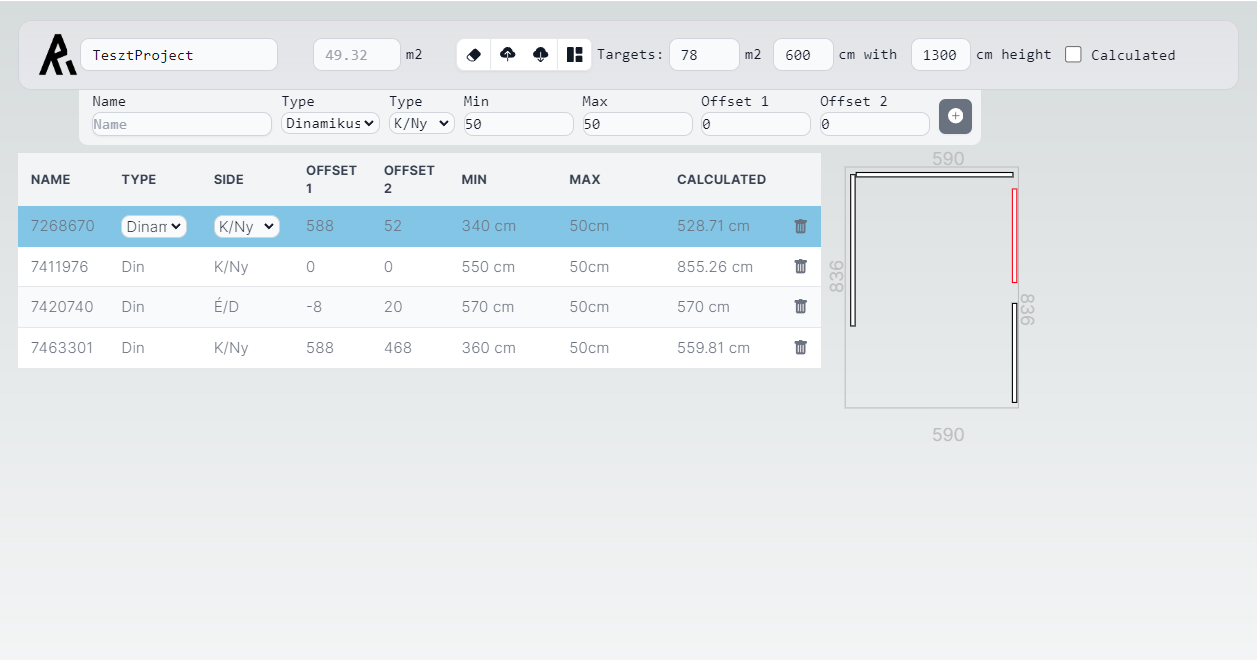 TesztProject 49.32 m2 Targets: 78 m2 600 cm with 1300 cm height Calculated
Name Type Type Min Max Offset 1 Offset 2
Name Dinamikus K/Ny 50 50 0 0
NAME TYPE SIDE OFFSET 1 OFFSET 2 MIN MAX CALCULATED
7268670 Dinam K/Ny 588 52 340 cm 50cm 528.71 cm
7411976 Din K/Ny 0 0 550 cm 50cm 855.26 cm
7420740 Din É/D -8 20 570 cm 50cm 570 cm
7463301 Din K/Ny 588 468 360 cm 50cm 559.81 cm
590
836
836
590